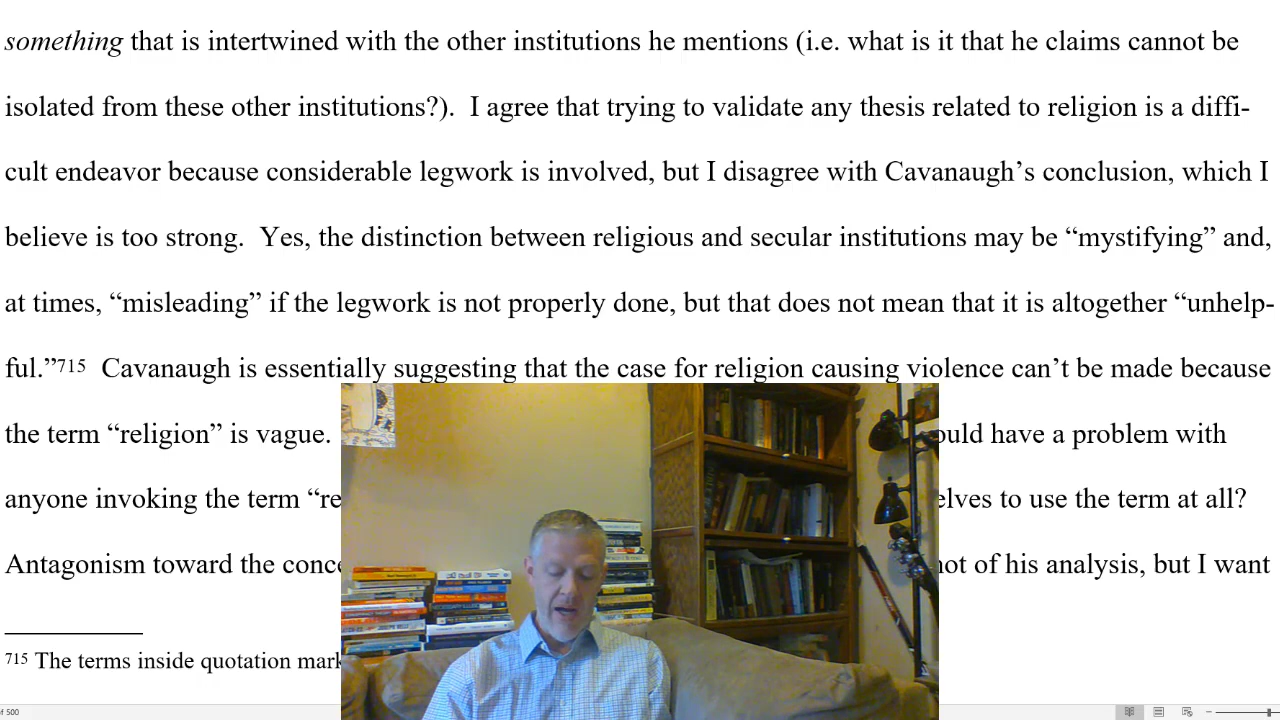 something that is intertwined with the other institutions he mentions (i.e. what is it that he claims cannot be
isolated from these other institutions?).  I agree that trying to validate any thesis related to religion is a diffi-
cult endeavor because considerable legwork is involved, but I disagree with Cavanaugh’s conclusion, which I
believe is too strong.  Yes, the distinction between religious and secular institutions may be “mystifying” and,
at times, “misleading” if the legwork is not properly done, but that does not mean that it is altogether “unhelp-
ful.”715  Cavanaugh is essentially suggesting that the case for religion causing violence can’t be made because
the term “religion” is vague. have a problem with
anyone invoking the term to use the term at all?
Antagonism toward the of his analysis, but I want
715 The terms inside quotation
of 500